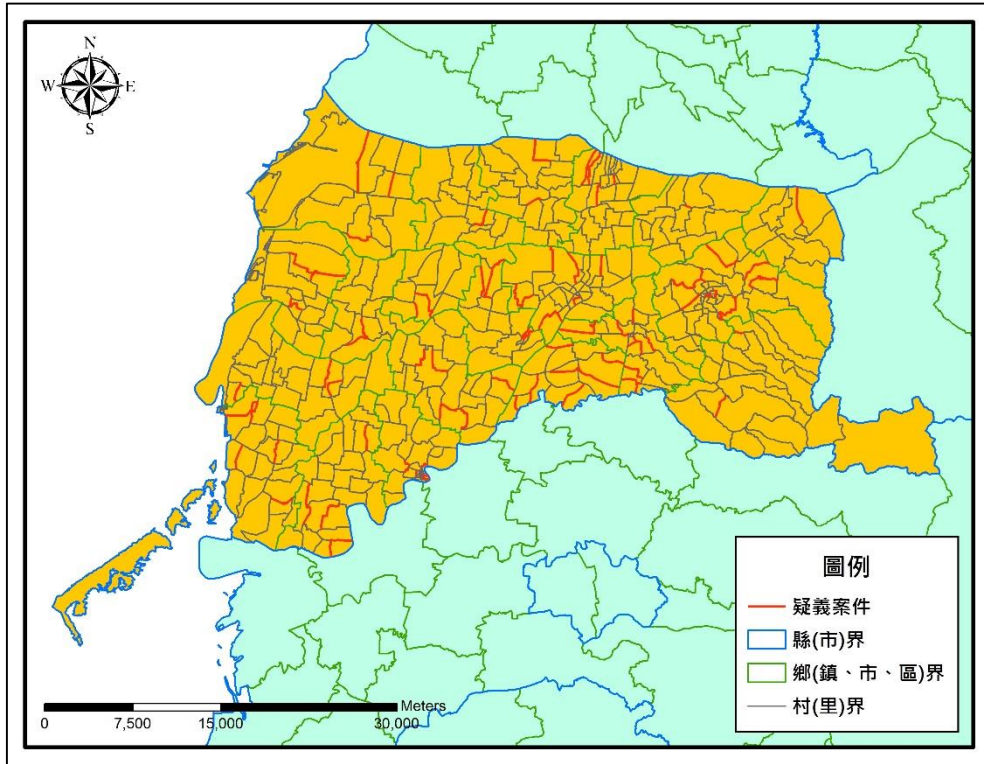 N
W E
S
圖例
疑義案件
縣(市)界
鄉(鎮、市、區)界
村(里)界
Meters
0 7,500 15,000 30,000